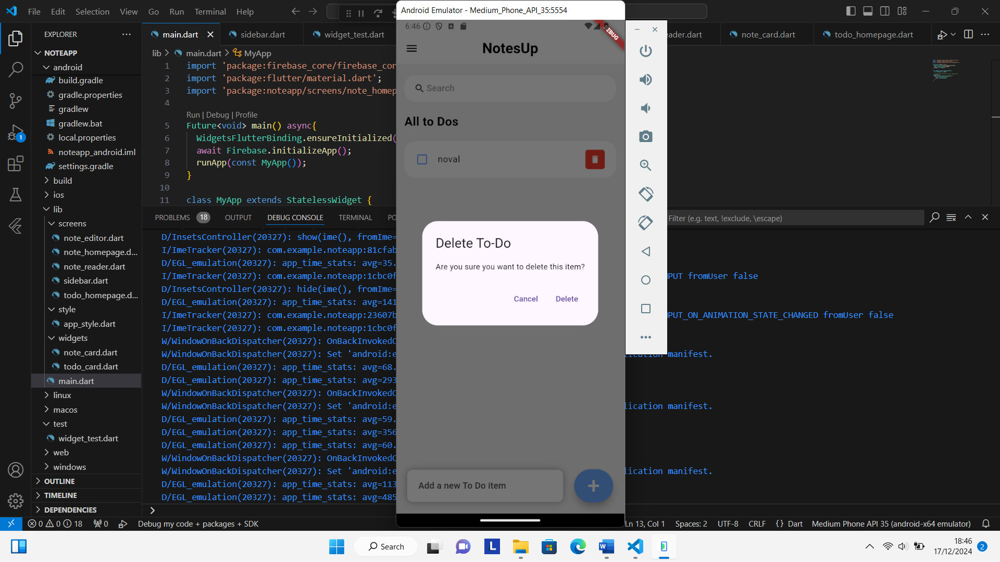 File Edit Selection View Go Run Terminal Help
Android Emulator - Medium_Phone_API_35:5554
EXPLORER
main.dart
sidebar.dart
widget_test.dart
note_card.dart
todo_homepage.dart
NOTEAPP
android
build.gradle
gradle.properties
gradlew
gradlew.bat
local.properties
noteapp_android.iml
settings.gradle
build
ios
lib
screens
note_editor.dart
note_homepage.d...
note_reader.dart
sidebar.dart
todo_homepage.d...
style
app_style.dart
widgets
note_card.dart
todo_card.dart
main.dart
linux
macos
test
widget_test.dart
web
windows
OUTLINE
TIMELINE
DEPENDENCIES
1
lib > main.dart > MyApp
1 import 'package:firebase_core/firebase_cor
2 import 'package:flutter/material.dart';
3 import 'package:noteapp/screens/note_homep
4
Run | Debug | Profile
5 Future<void> main() async{
6 WidgetsFlutterBinding.ensureInitialized(
7 await Firebase.initializeApp();
8 runApp(const MyApp());
9 }
10
11 class MyApp extends StatelessWidget {
PROBLEMS 18 OUTPUT DEBUG CONSOLE TERMINAL PO
Filter (e.g. text, !exclude, \escape)
D/InsetsController(20327): show(ime(), fromIme=
I/ImeTracker(20327): com.example.noteapp:81cfab
D/EGL_emulation(20327): app_time_stats: avg=35.
I/ImeTracker(20327): com.example.noteapp:1cbc0f
PUT fromUser false
D/InsetsController(20327): hide(ime(), fromIme=
D/EGL_emulation(20327): app_time_stats: avg=141
I/ImeTracker(20327): com.example.noteapp:23607b
PUT_ON_ANIMATION_STATE_CHANGED fromUser false
I/ImeTracker(20327): com.example.noteapp:1cbc0f
W/WindowOnBackDispatcher(20327): OnBackInvokedC
W/WindowOnBackDispatcher(20327): Set 'android:e
lication manifest.
D/EGL_emulation(20327): app_time_stats: avg=68.
D/EGL_emulation(20327): app_time_stats: avg=293
W/WindowOnBackDispatcher(20327): OnBackInvokedC
W/WindowOnBackDispatcher(20327): Set 'android:e
lication manifest.
D/EGL_emulation(20327): app_time_stats: avg=59.
D/EGL_emulation(20327): app_time_stats: avg=356
D/EGL_emulation(20327): app_time_stats: avg=60.
W/WindowOnBackDispatcher(20327): OnBackInvokedC
W/WindowOnBackDispatcher(20327): Set 'android:e
lication manifest.
D/EGL_emulation(20327): app_time_stats: avg=113
D/EGL_emulation(20327): app_time_stats: avg=485
6:46
DEBUG
NotesUp
Search
All to Dos
noval
Delete To-Do
Are you sure you want to delete this item?
Cancel Delete
Add a new To Do item
0 0 18 0 Debug my code + packages + SDK
Ln 13, Col 1 Spaces: 2 UTF-8 CRLF {} Dart Medium Phone API 35 (android-x64 emulator)
Search
18:46
17/12/2024
2